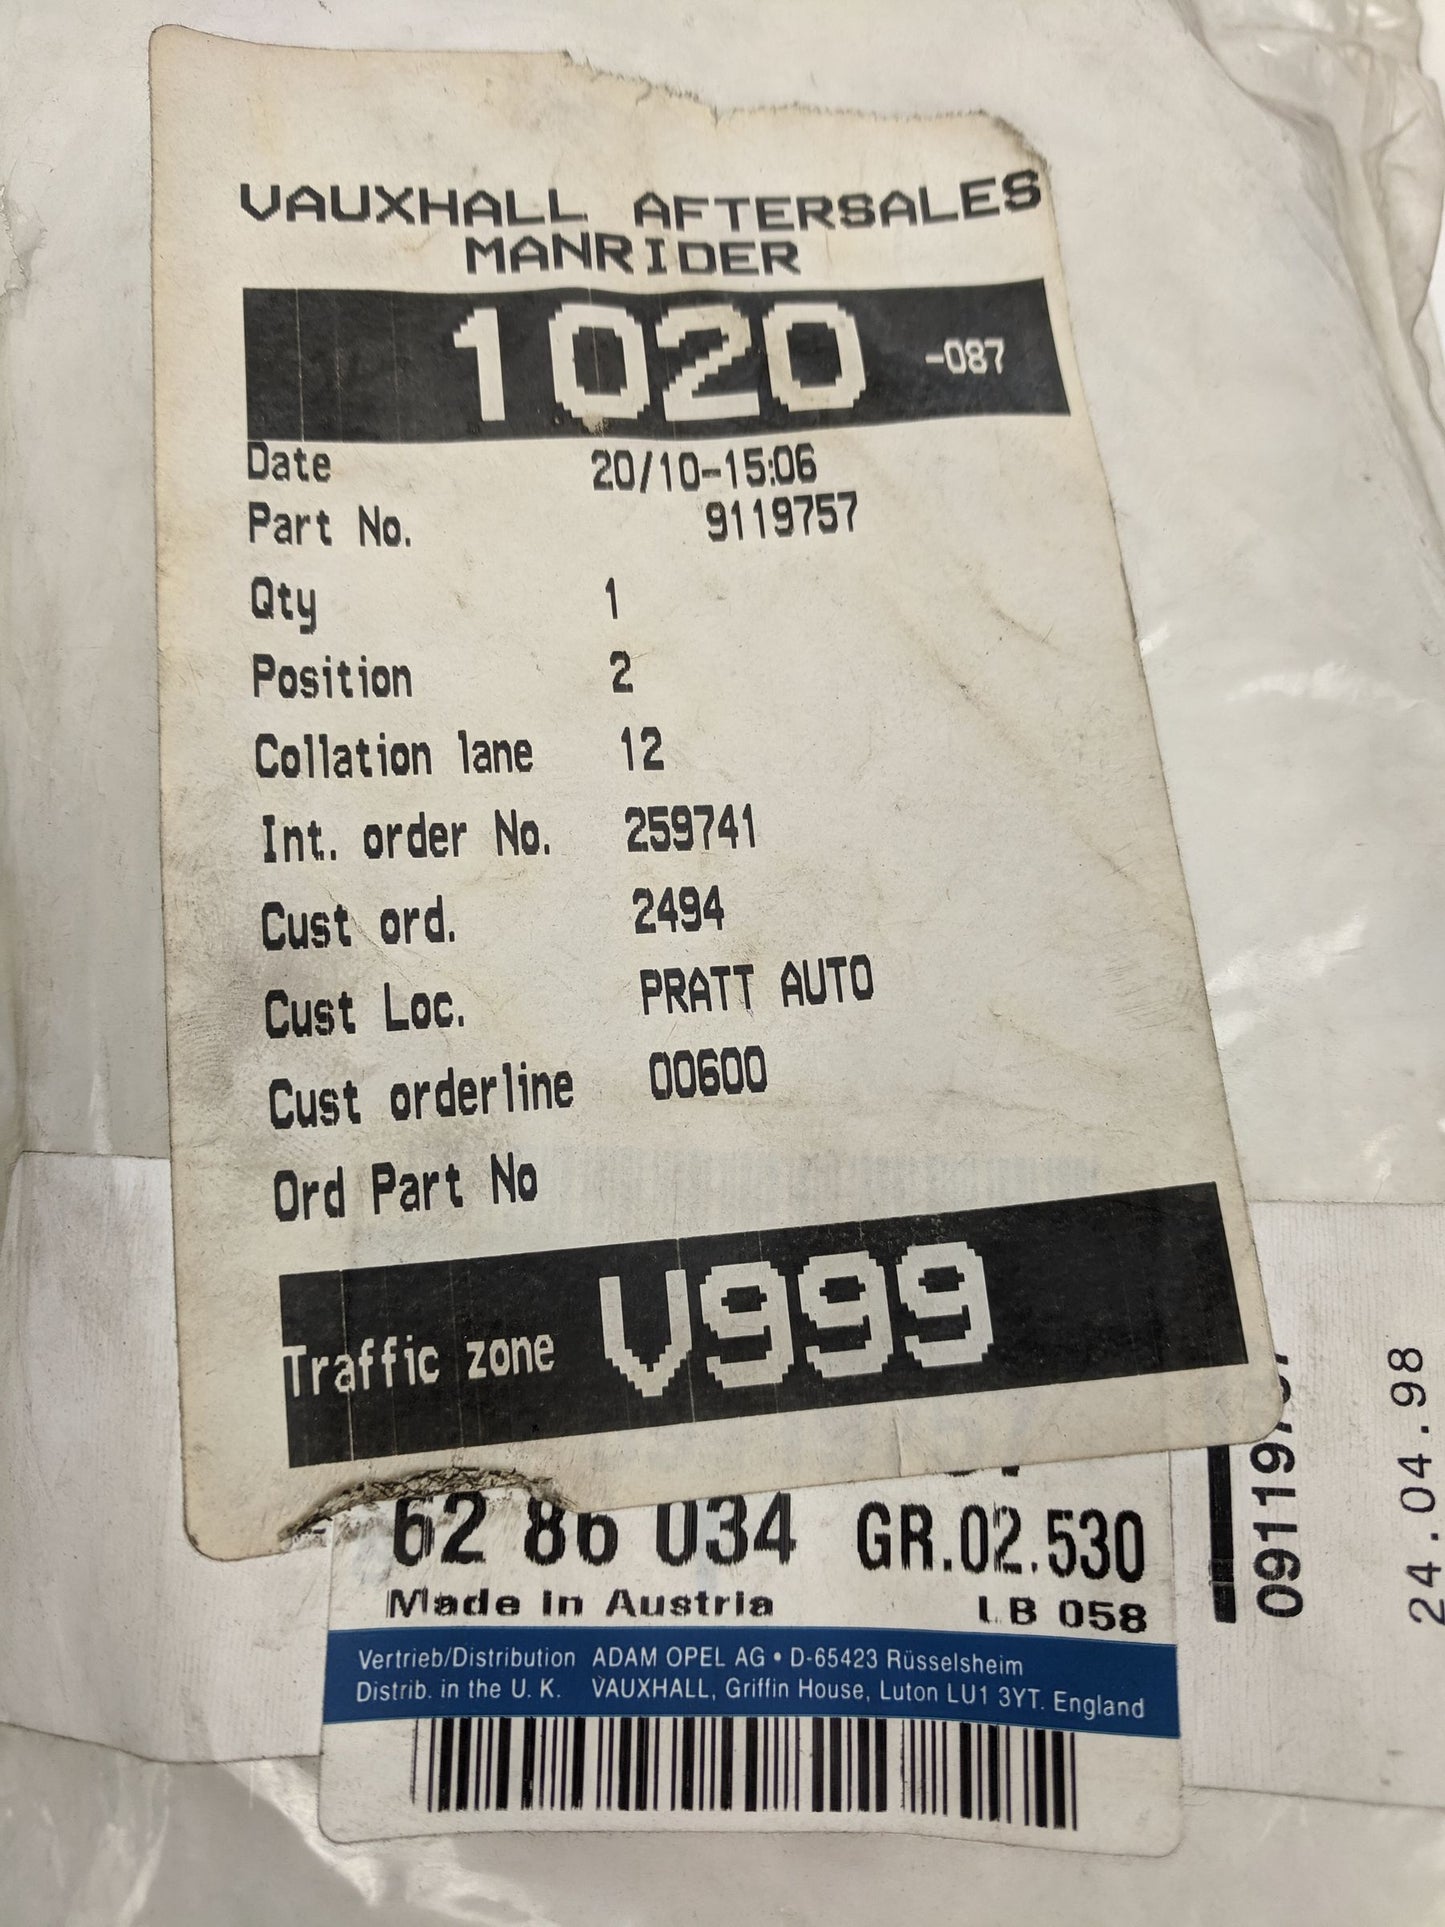 VAUXHALL AFTERSALES
MANRIDER
1020 -087
Date 20/10-15:06
Part No. 9119757
Qty 1
Position 2
Collation lane 12
Int. order No. 259741
Cust ord. 2494
Cust Loc. PRATT AUTO
Cust orderline 00600
Ord Part No
Traffic zone V999
62 86 034 GR.02.530
Made in Austria LB 058
Vertrieb/Distribution ADAM OPEL AG • D-65423 Rüsselsheim
Distrib. in the U. K. VAUXHALL, Griffin House, Luton LU1 3YT. England
24.04.98